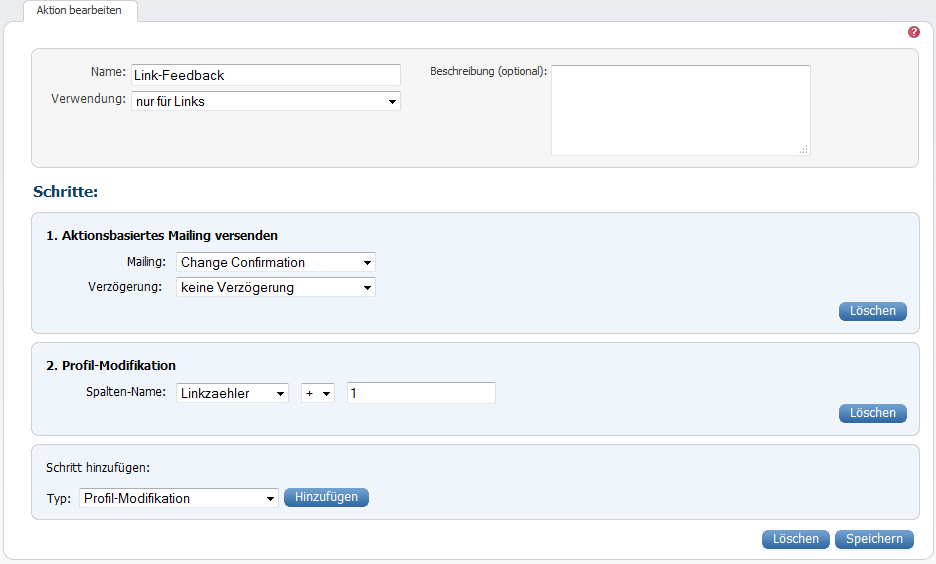 Aktion bearbeiten
?
Name: Link-Feedback
Beschreibung (optional):
Verwendung: nur für Links
Schritte:
1. Aktionsbasiertes Mailing versenden
Mailing: Change Confirmation
Verzögerung: keine Verzögerung
Löschen
2. Profil-Modifikation
Spalten-Name: Linkzaehler + 1
Löschen
Schritt hinzufügen:
Typ: Profil-Modifikation Hinzufügen
Löschen Speichern